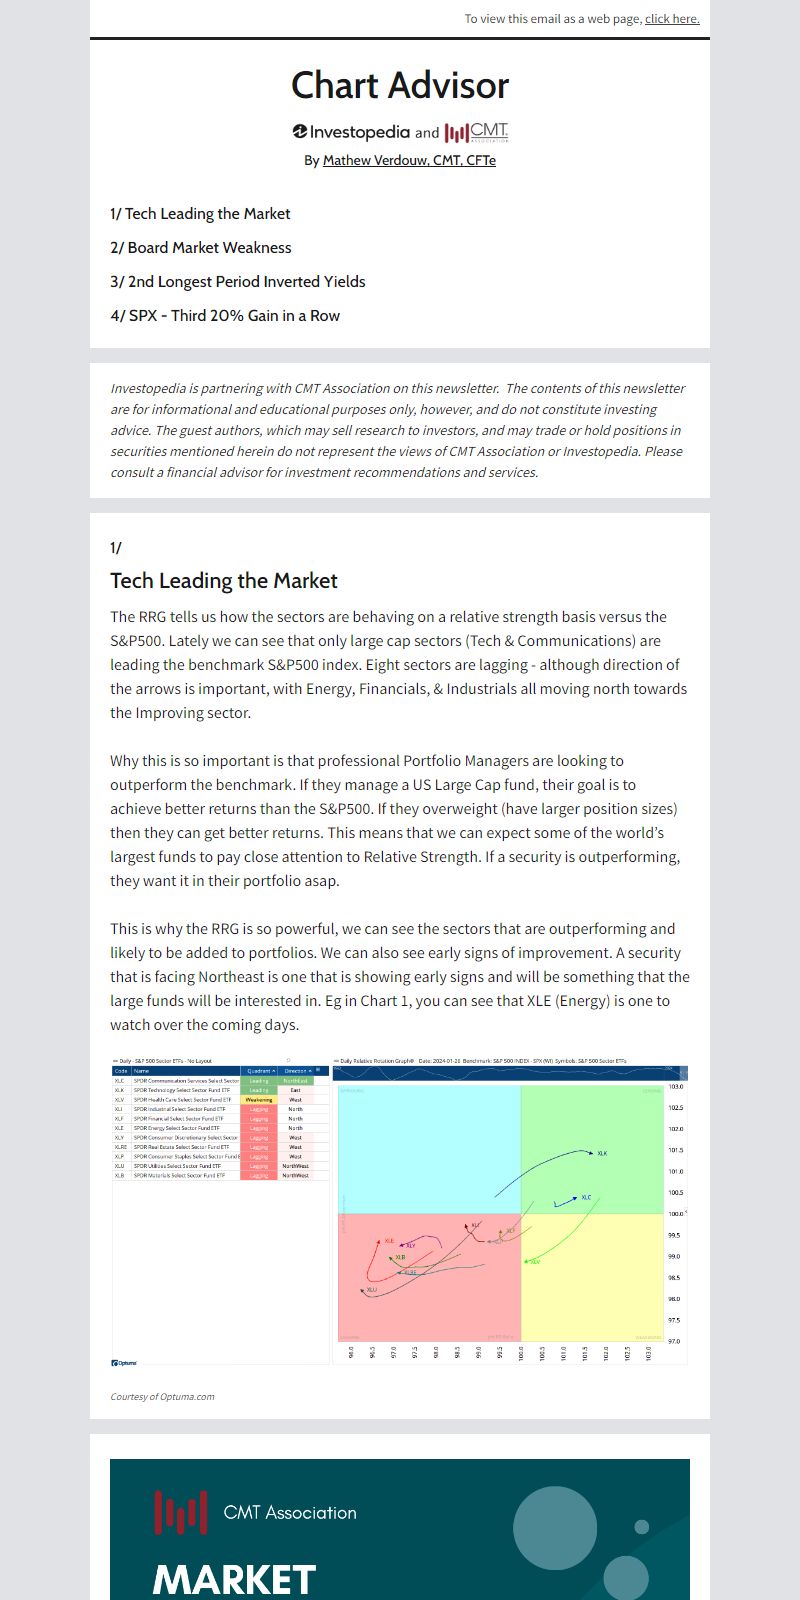 To view this email as a web page, click here.
Chart Advisor
Investopedia and CMT
ASSOCIATION
By Mathew Verdouw, CMT, CFTe
1/ Tech Leading the Market
2/ Board Market Weakness
3/ 2nd Longest Period Inverted Yields
4/ SPX - Third 20% Gain in a Row
Investopedia is partnering with CMT Association on this newsletter. The contents of this newsletter
are for informational and educational purposes only, however, and do not constitute investing
advice. The guest authors, which may sell research to investors, and may trade or hold positions in
securities mentioned herein do not represent the views of CMT Association or Investopedia. Please
consult a financial advisor for investment recommendations and services.
1/
Tech Leading the Market
The RRG tells us how the sectors are behaving on a relative strength basis versus the
S&P500. Lately we can see that only large cap sectors (Tech & Communications) are
leading the benchmark S&P500 index. Eight sectors are lagging - although direction of
the arrows is important, with Energy, Financials, & Industrials all moving north towards
the Improving sector.
Why this is so important is that professional Portfolio Managers are looking to
outperform the benchmark. If they manage a US Large Cap fund, their goal is to
achieve better returns than the S&P500. If they overweight (have larger position sizes)
then they can get better returns. This means that we can expect some of the world's
largest funds to pay close attention to Relative Strength. If a security is outperforming,
they want it in their portfolio asap.
This is why the RRG is so powerful, we can see the sectors that are outperforming and
likely to be added to portfolios. We can also see early signs of improvement. A security
that is facing Northeast is one that is showing early signs and will be something that the
large funds will be interested in. Eg in Chart 1, you can see that XLE (Energy) is one to
watch over the coming days.
Daily - S&P 500 Sector ETFs - No Layout
Code Name Quadrant Direction
XLC SPDR Communication Services Select Sector Leading NorthEast
XLK SPDR Technology Select Sector Fund ETF Leading East
XLV SPDR Health Care Select Sector Fund ETF Weakening West
XLI SPDR Industrial Select Sector Fund ETF Lagging North
XLF SPDR Financial Select Sector Fund ETF Lagging North
XLE SPDR Energy Select Sector Fund ETF Lagging North
XLY SPDR Consumer Discretionary Select Sector Lagging West
XLRE SPDR Real Estate Select Sector Fund ETF Lagging West
XLP SPDR Consumer Staples Select Sector Fund E Lagging West
XLU SPDR Utilities Select Sector Fund ETF Lagging NorthWest
XLB SPDR Materials Select Sector Fund ETF Lagging NorthWest
Optuma
Daily Relative Rotation Graph® Date: 2024-01-26 Benchmark: S&P 500 INDEX - SPX (WI) Symbols: S&P 500 Sector ETFs
103.0
102.5
102.0
101.5
101.0
100.5
100.0
99.5
99.0
98.5
98.0
97.5
97.0
XLK
XLC
XLI
XLF
XLE
XLY
XLB
XLRE
XLU
XLV
96.0 96.5 97.0 97.5 98.0 98.5 99.0 99.5 100.0 100.5 101.0 101.5 102.0 102.5 103.0
Courtesy of Optuma.com
CMT Association
MARKET